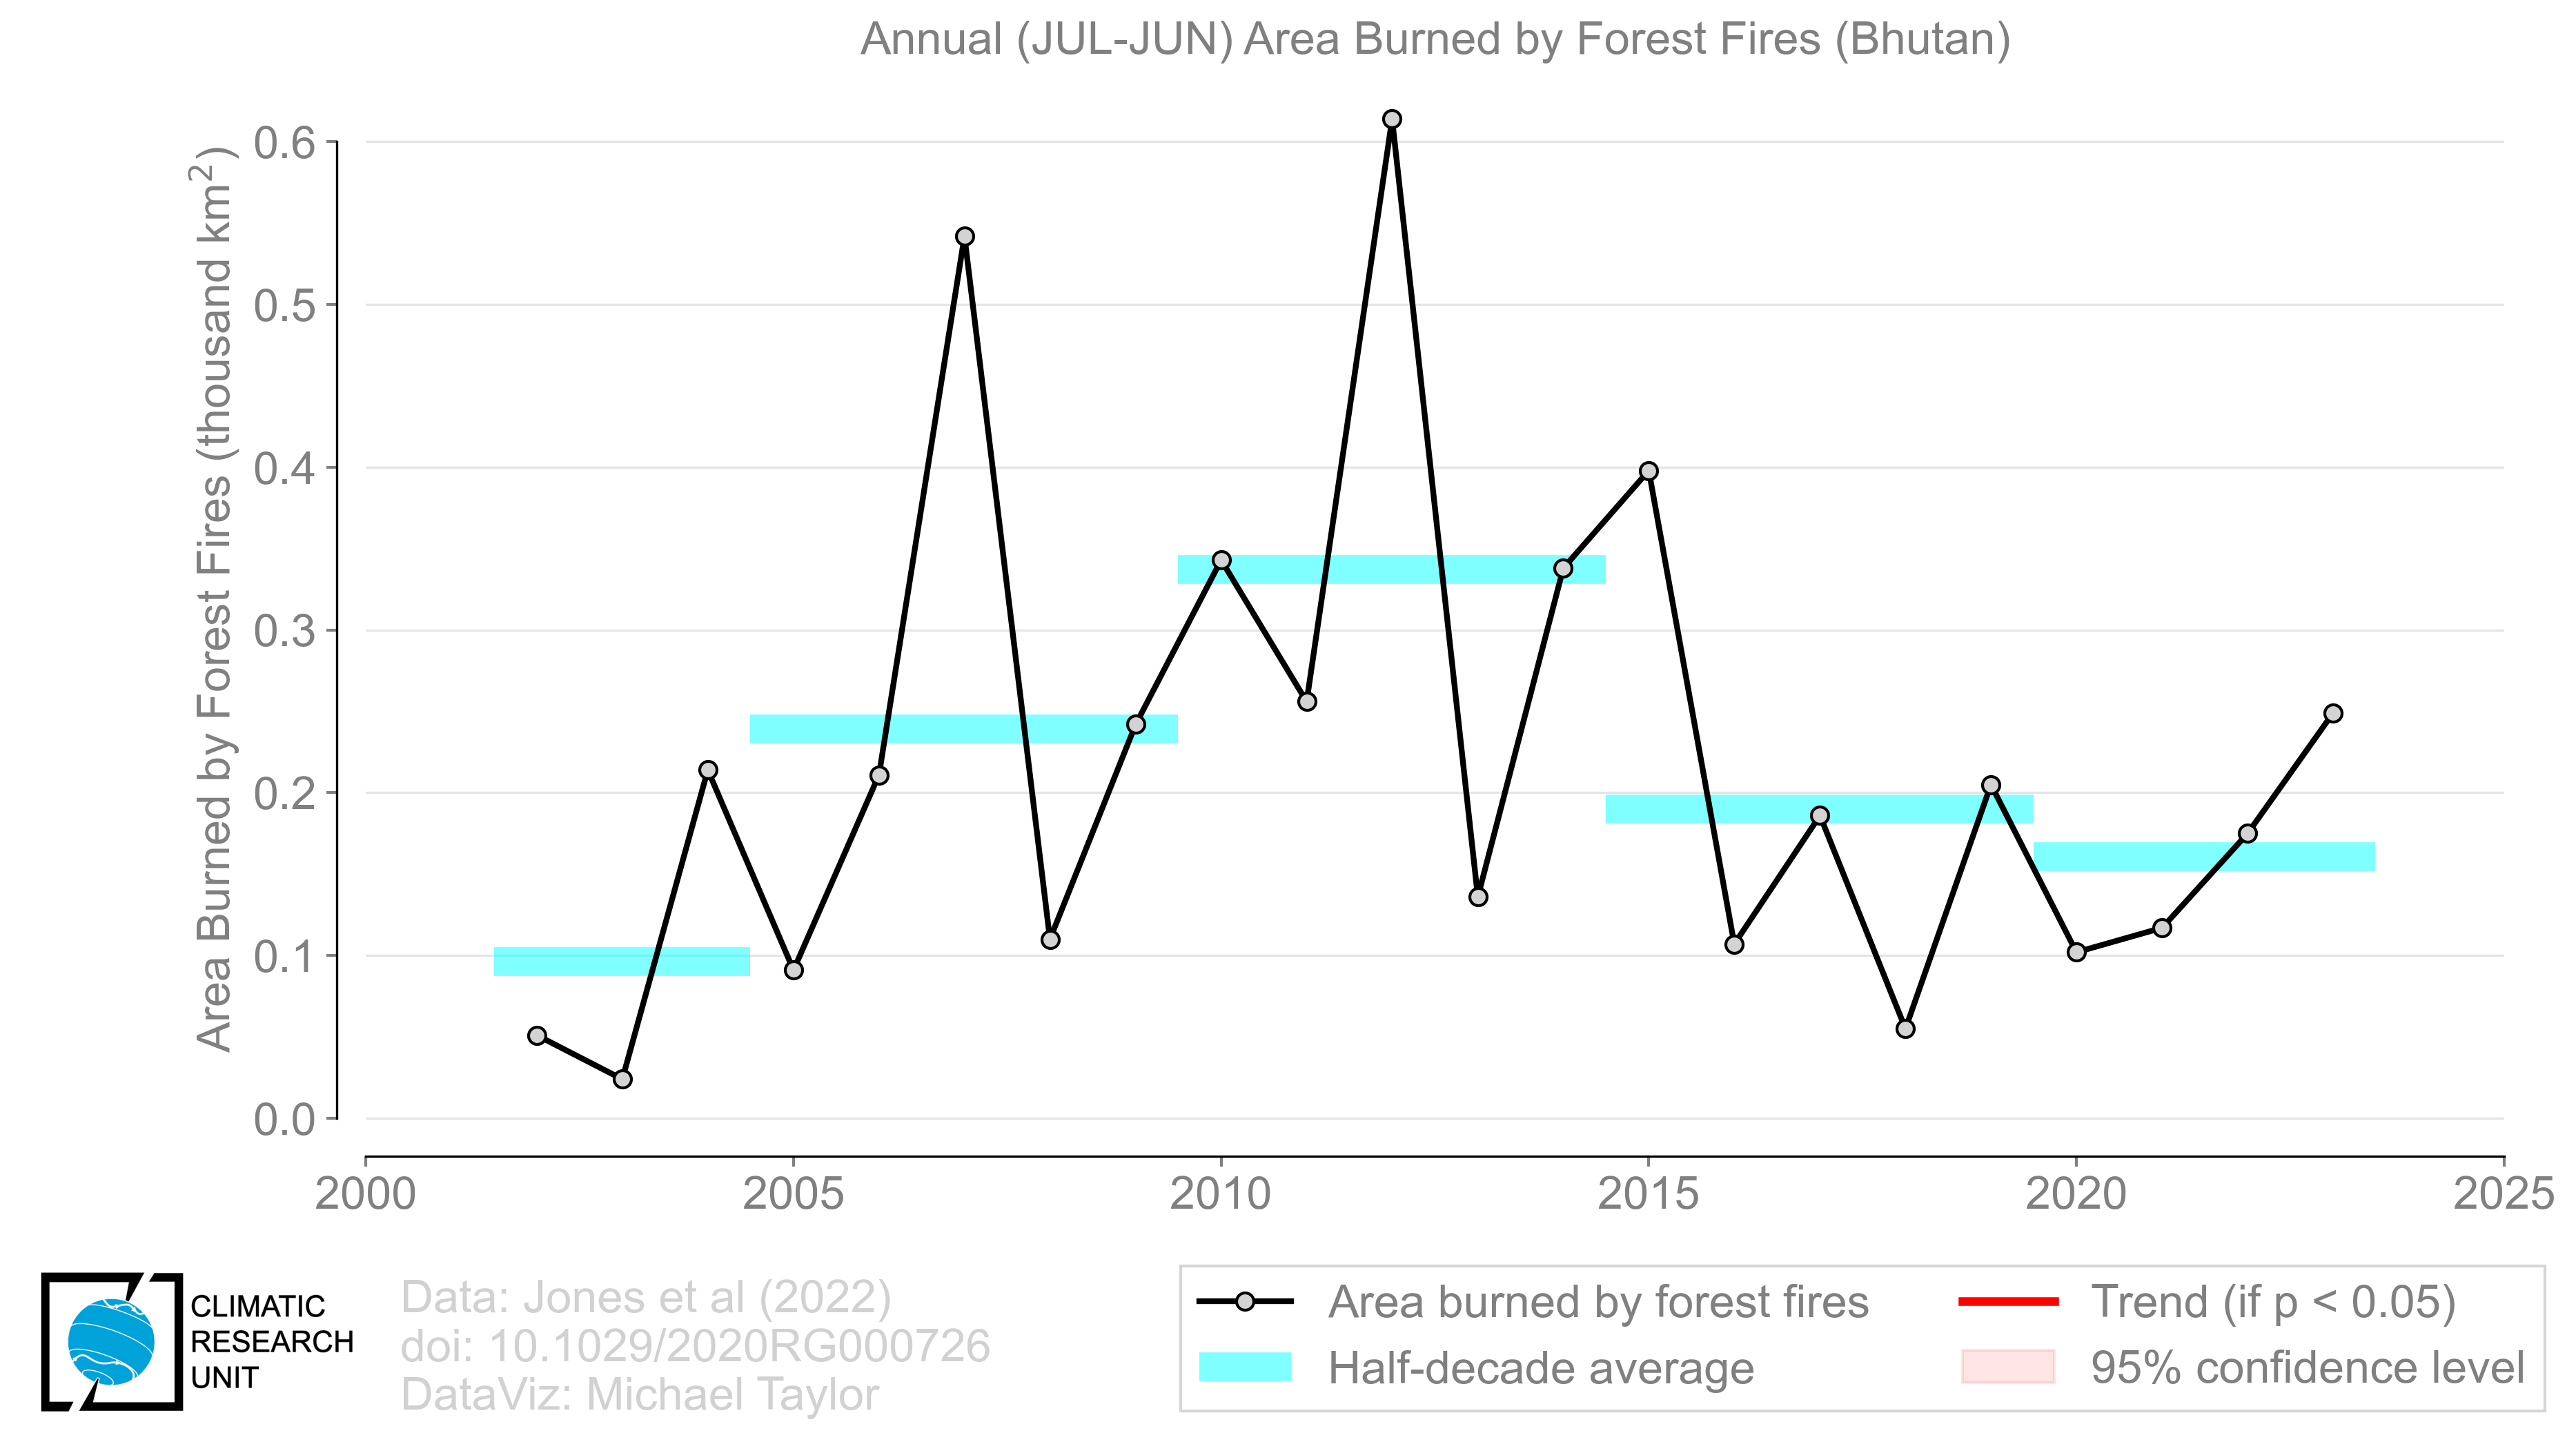 Annual (JUL-JUN) Area Burned by Forest Fires (Bhutan)
Area Burned by Forest Fires (thousand km²)
0.6
0.5
0.4
0.3
0.2
0.1
0.0
2000 2005 2010 2015 2020 2025
CLIMATIC
RESEARCH
UNIT
Data: Jones et al (2022)
doi: 10.1029/2020RG000726
DataViz: Michael Taylor
Area burned by forest fires
Half-decade average
Trend (if p < 0.05)
95% confidence level